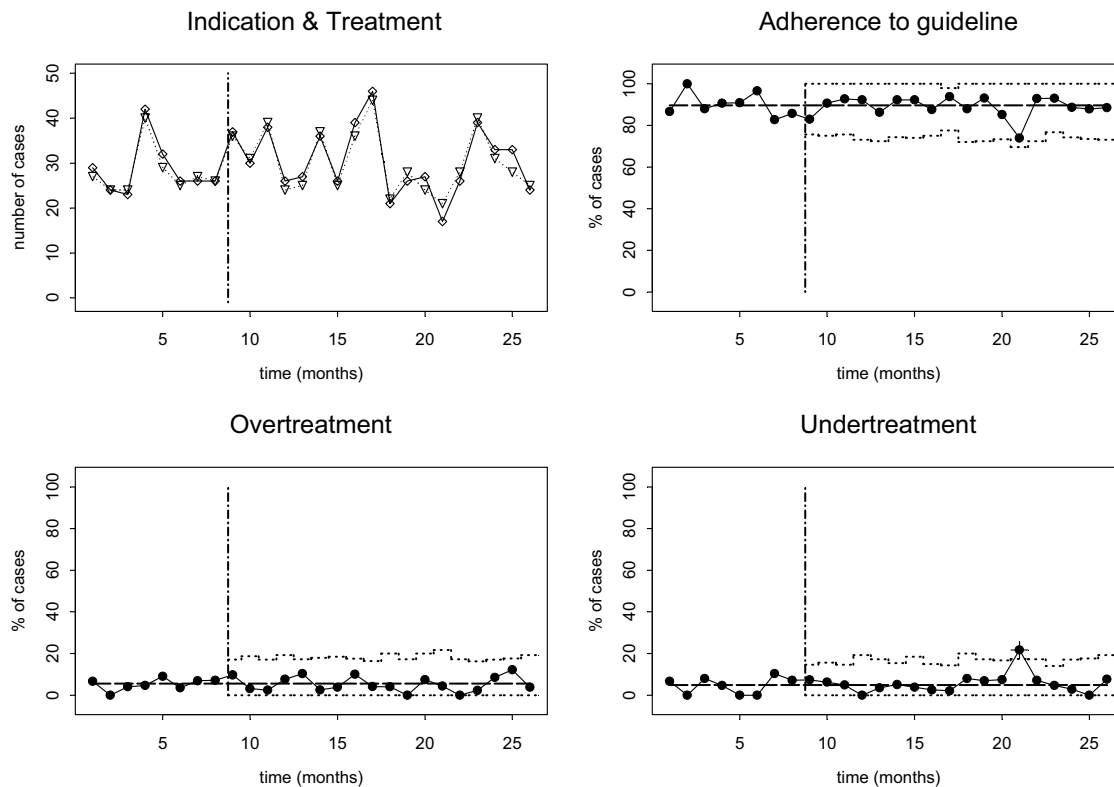 Indication & Treatment
number of cases
50
40
30
20
10
0
5 10 15 20 25
time (months)
Adherence to guideline
% of cases
100
80
60
40
20
0
5 10 15 20 25
time (months)
Overtreatment
% of cases
100
80
60
40
20
0
5 10 15 20 25
time (months)
Undertreatment
% of cases
100
80
60
40
20
0
5 10 15 20 25
time (months)